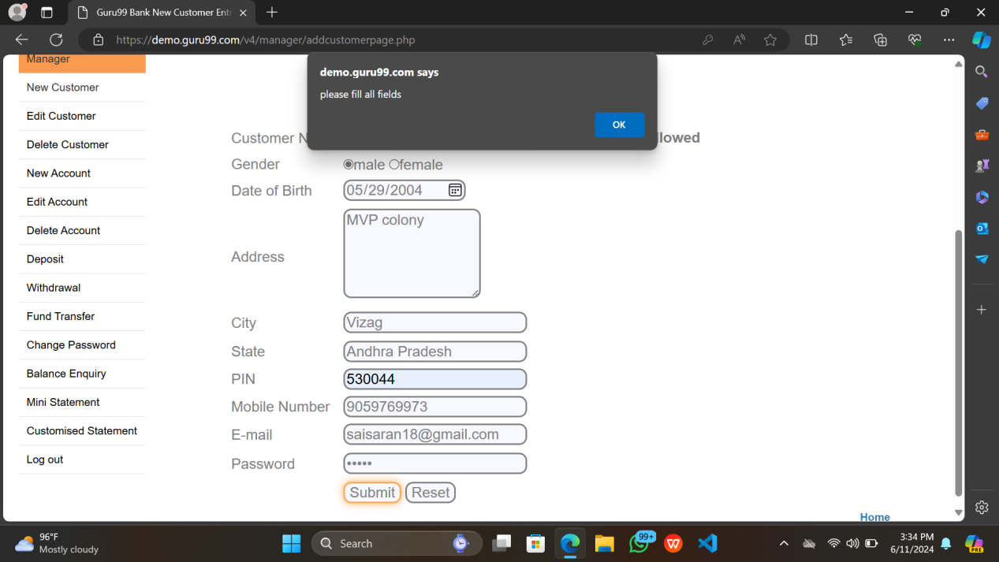 Guru99 Bank New Customer Entr
https://demo.guru99.com/v4/manager/addcustomerpage.php
demo.guru99.com says
please fill all fields
OK
Manager
New Customer
Edit Customer
Delete Customer
New Account
Edit Account
Delete Account
Deposit
Withdrawal
Fund Transfer
Change Password
Balance Enquiry
Mini Statement
Customised Statement
Log out
Customer N
Gender male female
Date of Birth 05/29/2004
Address MVP colony
City Vizag
State Andhra Pradesh
PIN 530044
Mobile Number 9059769973
E-mail saisaran18@gmail.com
Password •••••
Submit Reset
Home
96°F
Mostly cloudy
Search
99+
3:34 PM
6/11/2024
PRE